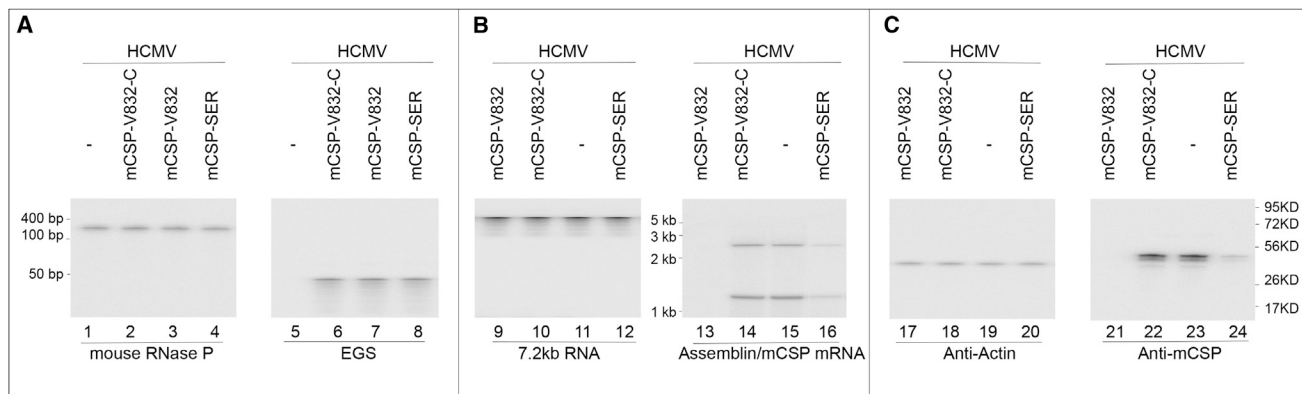 A
HCMV
-
mCSP-V832-C
mCSP-V832
mCSP-SER
400 bp
100 bp
50 bp
1 2 3 4
mouse RNase P
HCMV
-
mCSP-V832-C
mCSP-V832
mCSP-SER
5 6 7 8
EGS
B
HCMV
mCSP-V832
mCSP-V832-C
-
mCSP-SER
9 10 11 12
7.2kb RNA
HCMV
mCSP-V832
mCSP-V832-C
-
mCSP-SER
5 kb
3 kb
2 kb
1 kb
13 14 15 16
Assemblin/mCSP mRNA
C
HCMV
mCSP-V832
mCSP-V832-C
-
mCSP-SER
17 18 19 20
Anti-Actin
HCMV
mCSP-V832
mCSP-V832-C
-
mCSP-SER
95KD
72KD
56KD
26KD
17KD
21 22 23 24
Anti-mCSP